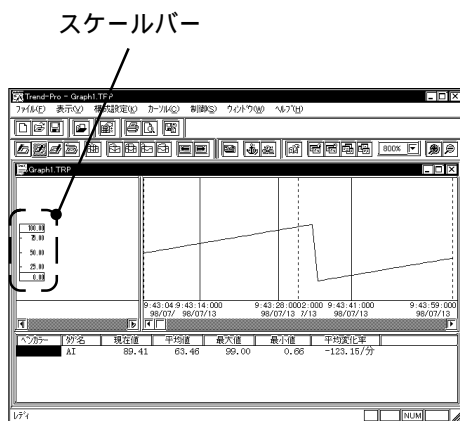 スケールバー
Trend-Pro - Graph1.TRP
ファイル(F) 表示(V) 構成設定(K) カーソル(C) 制御(S) ウィンドウ(W) ヘルプ(H)
800%
Graph1.TRP
100.00
75.00
50.00
25.00
0.00
9:43:04 9:43:14:000 9:43:28:000 2:000 9:43:41:000 9:43:59:000
98/07/ 98/07/13 98/07/13 7/13 98/07/13 98/07/13
ペンカラー タグ名 現在値 平均値 最大値 最小値 平均変化率
AI 89.41 63.46 99.00 0.66 -123.15/分
レディ NUM